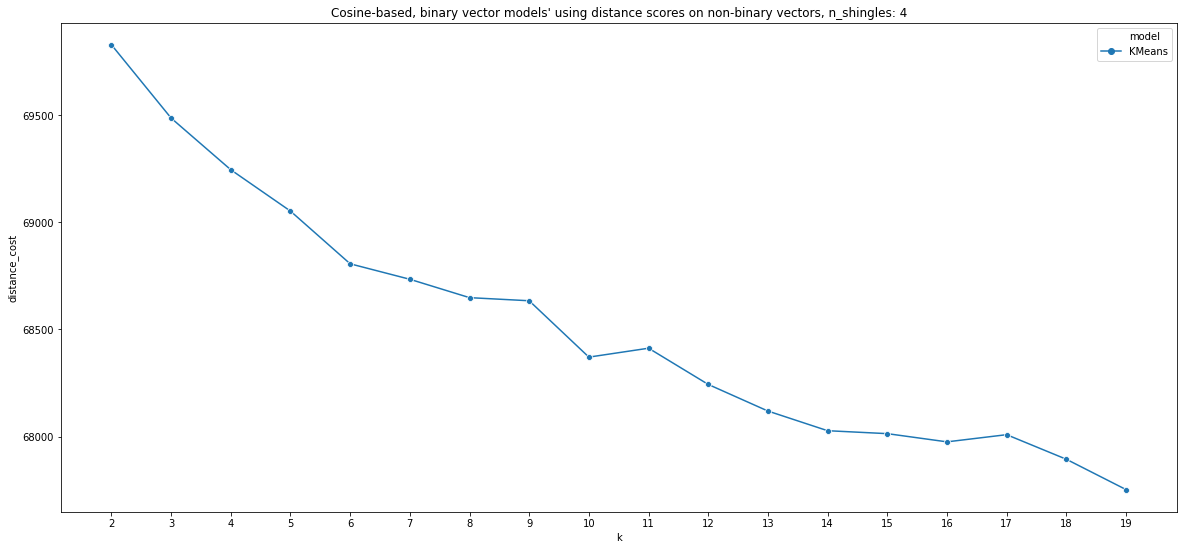 Cosine-based, binary vector models' using distance scores on non-binary vectors, n_shingles: 4
model
KMeans
69500
69000
68500
68000
distance_cost
2 3 4 5 6 7 8 9 10 11 12 13 14 15 16 17 18 19
k